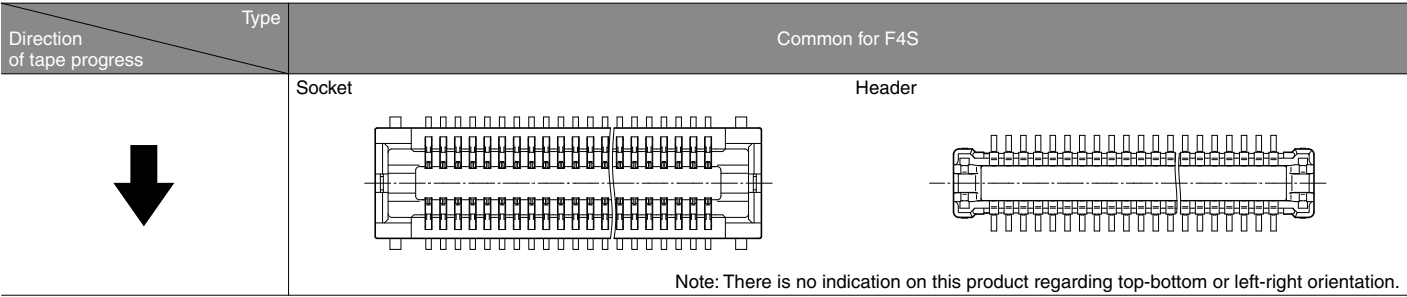 Type
Direction
of tape progress
Common for F4S
Socket
Header
Note: There is no indication on this product regarding top-bottom or left-right orientation.